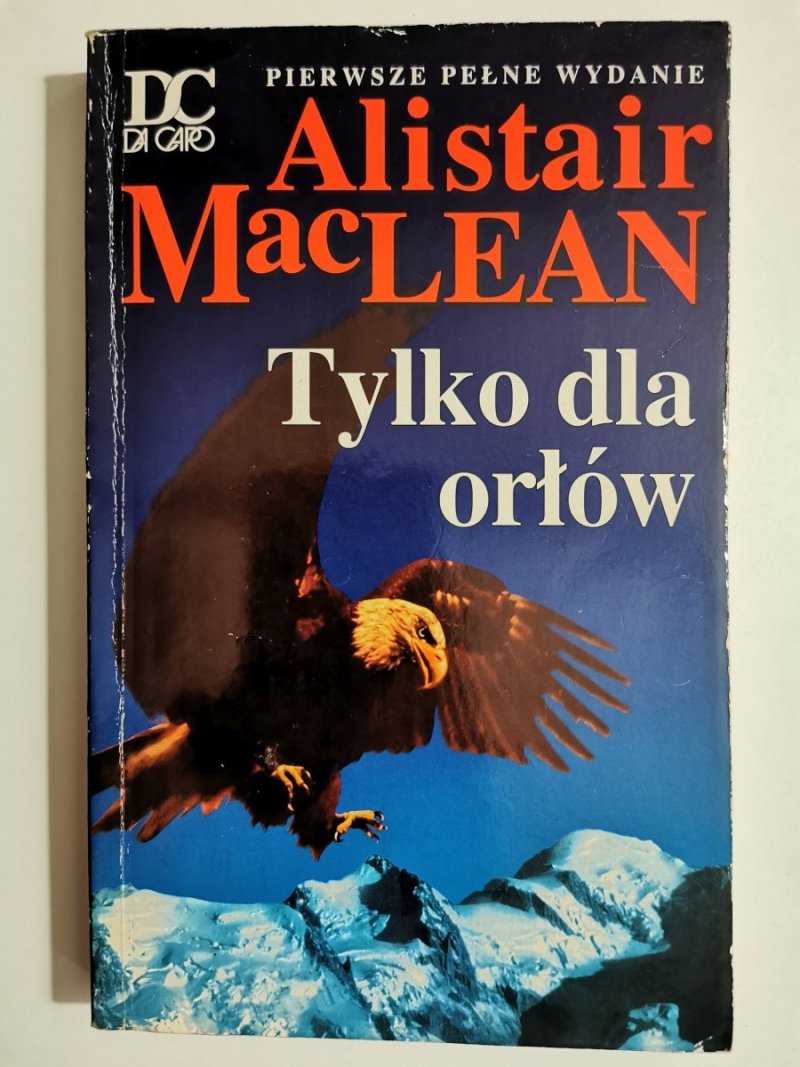 DC
DA CAPO
PIERWSZE PEŁNE WYDANIE
Alistair
MacLEAN
Tylko dla
orłów